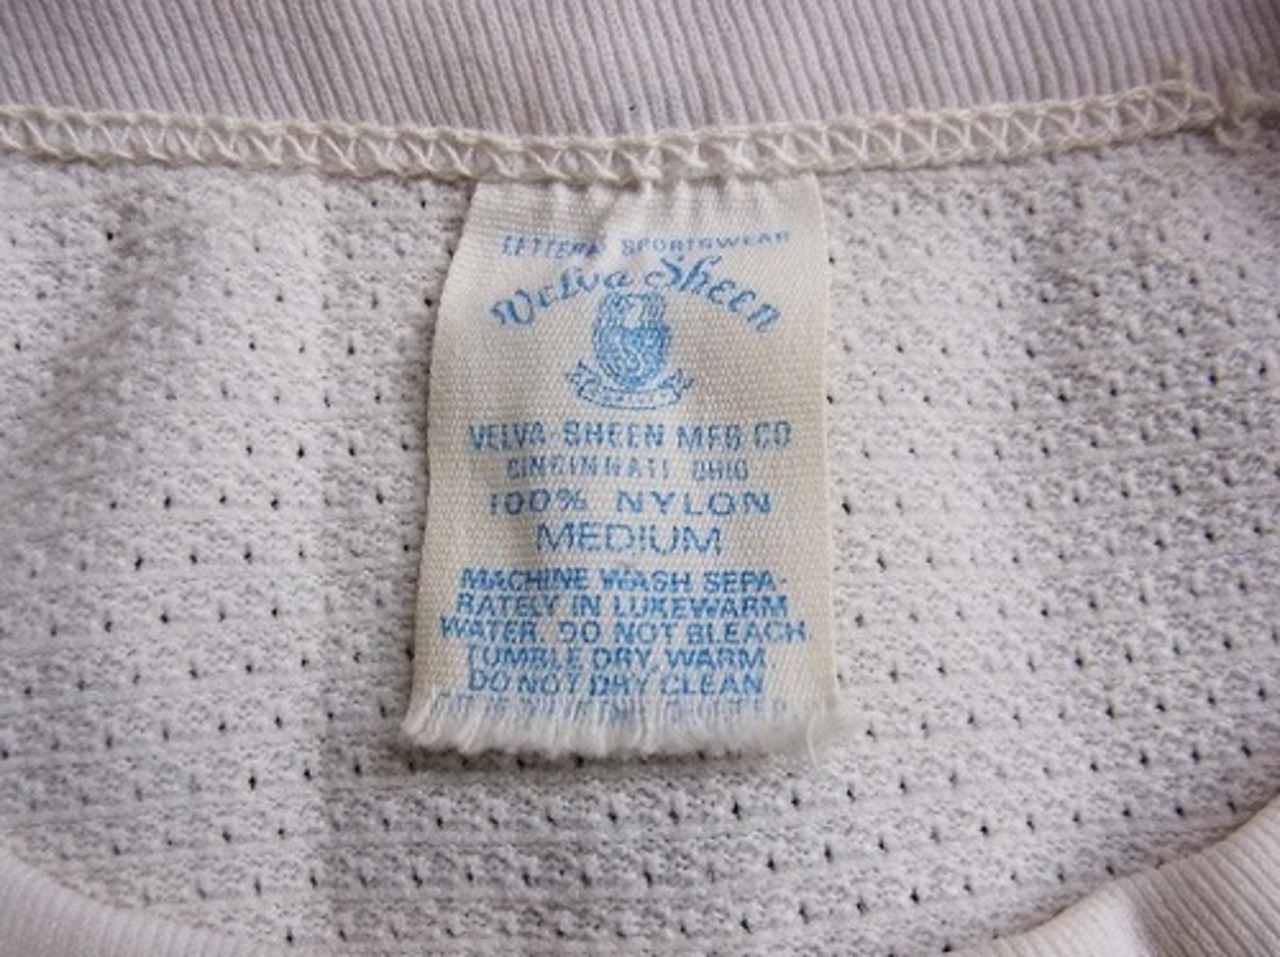 SPORTSWEAR
Velva Sheen
VELVA-SHEEN MFG CO
CINCINNATI OHIO
100% NYLON
MEDIUM
MACHINE WASH SEPA-
RATELY IN LUKEWARM
WATER. DO NOT BLEACH
TUMBLE DRY, WARM.
DO NOT DRY CLEAN